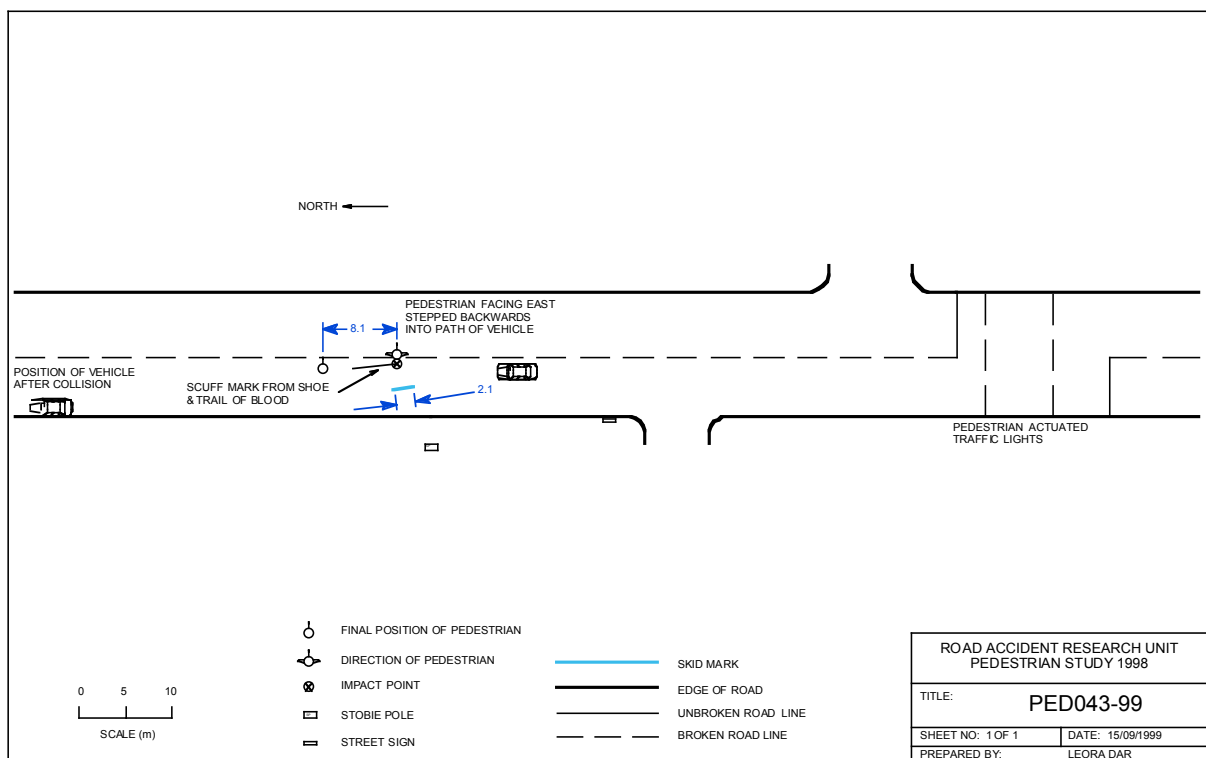 NORTH
PEDESTRIAN FACING EAST
STEPPED BACKWARDS
INTO PATH OF VEHICLE
8.1
POSITION OF VEHICLE
AFTER COLLISION
SCUFF MARK FROM SHOE
& TRAIL OF BLOOD
2.1
PEDESTRIAN ACTUATED
TRAFFIC LIGHTS
0 5 10
SCALE (m)
FINAL POSITION OF PEDESTRIAN
DIRECTION OF PEDESTRIAN
IMPACT POINT
STOBIE POLE
STREET SIGN
SKID MARK
EDGE OF ROAD
UNBROKEN ROAD LINE
BROKEN ROAD LINE
ROAD ACCIDENT RESEARCH UNIT
PEDESTRIAN STUDY 1998
TITLE: PED043-99
SHEET NO: 1 OF 1 DATE: 15/09/1999
PREPARED BY: LEORA DAR